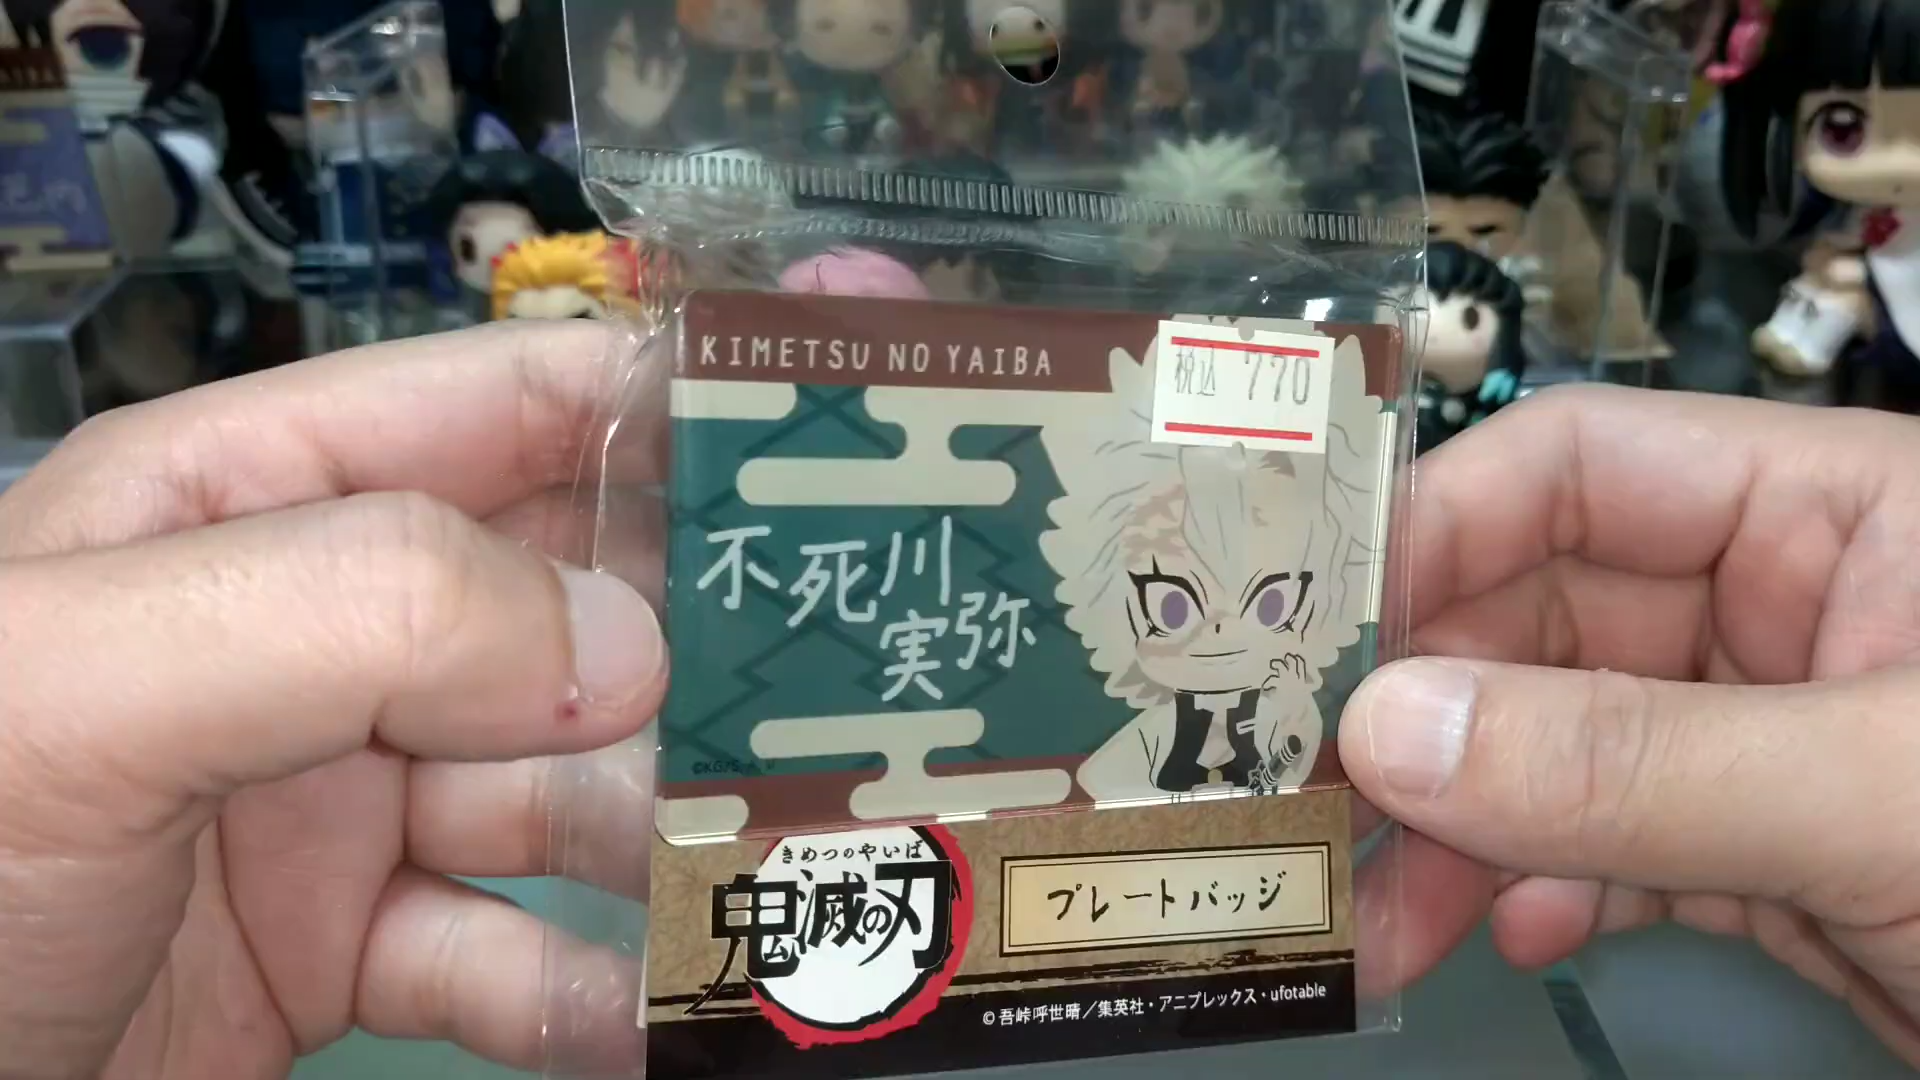 KIMETSU NO YAIBA
税込 770
不死川
実弥
きめつのやいば
鬼滅の刃
プレートバッジ
©吾峠呼世晴／集英社・アニプレックス・ufotable